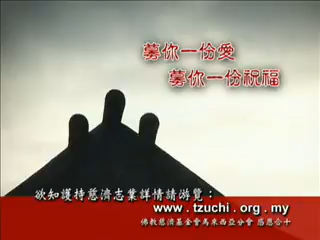 募你一份愛
募你一份祝福
欲知護持慈濟志業詳情請游覽：
www.tzuchi.org.my
佛教慈濟基金會馬來西亞分會 感恩合十